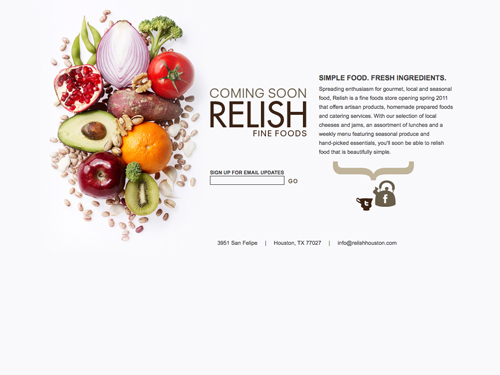 COMING SOON
RELISH
FINE FOODS
SIGN UP FOR EMAIL UPDATES
GO
SIMPLE FOOD. FRESH INGREDIENTS.
Spreading enthusiasm for gourmet, local and seasonal
food, Relish is a fine foods store opening spring 2011
that offers artisan products, homemade prepared foods
and catering services. With our selection of local
cheeses and jams, an assortment of lunches and a
weekly menu featuring seasonal produce and
hand-picked essentials, you'll soon be able to relish
food that is beautifully simple.
t
f
3951 San Felipe | Houston, TX 77027 | info@relishhouston.com